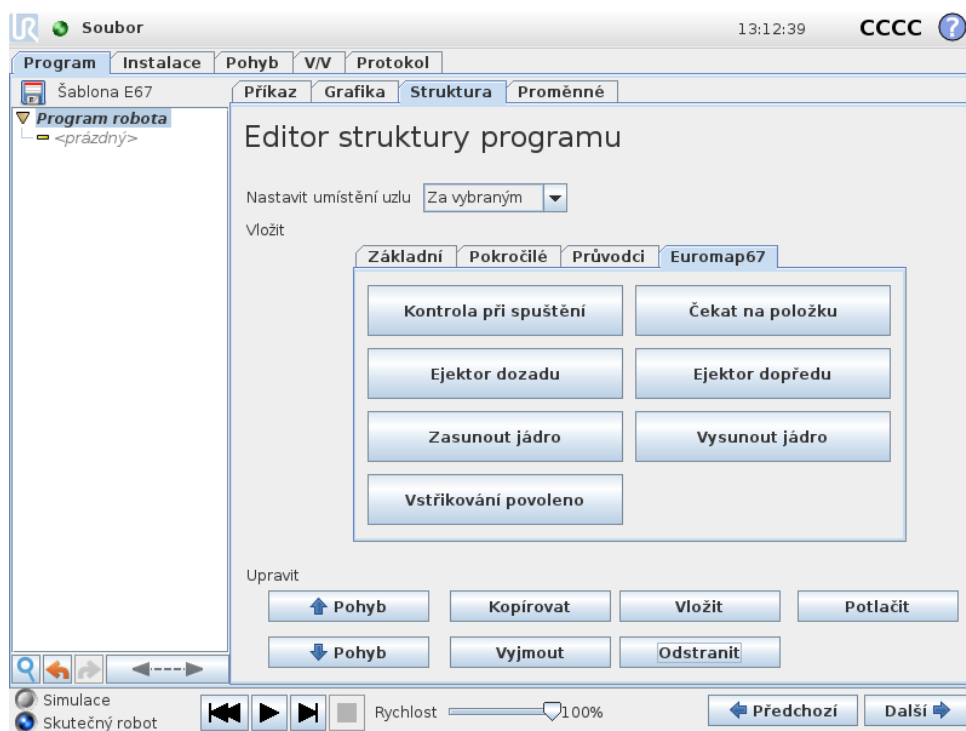 UR Soubor 13:12:39 CCCC ?
Program Instalace Pohyb V/V Protokol
Šablona E67
Příkaz Grafika Struktura Proměnné
Program robota
<prázdný>
Editor struktury programu
Nastavit umístění uzlu Za vybraným
Vložit
Základní Pokročilé Průvodci Euromap67
Kontrola při spuštění Čekat na položku
Ejektor dozadu Ejektor dopředu
Zasunout jádro Vysunout jádro
Vstřikování povoleno
Upravit
Pohyb Kopírovat Vložit Potlačit
Pohyb Vyjmout Odstranit
Simulace
Skutečný robot
Rychlost 100%
Předchozí Další